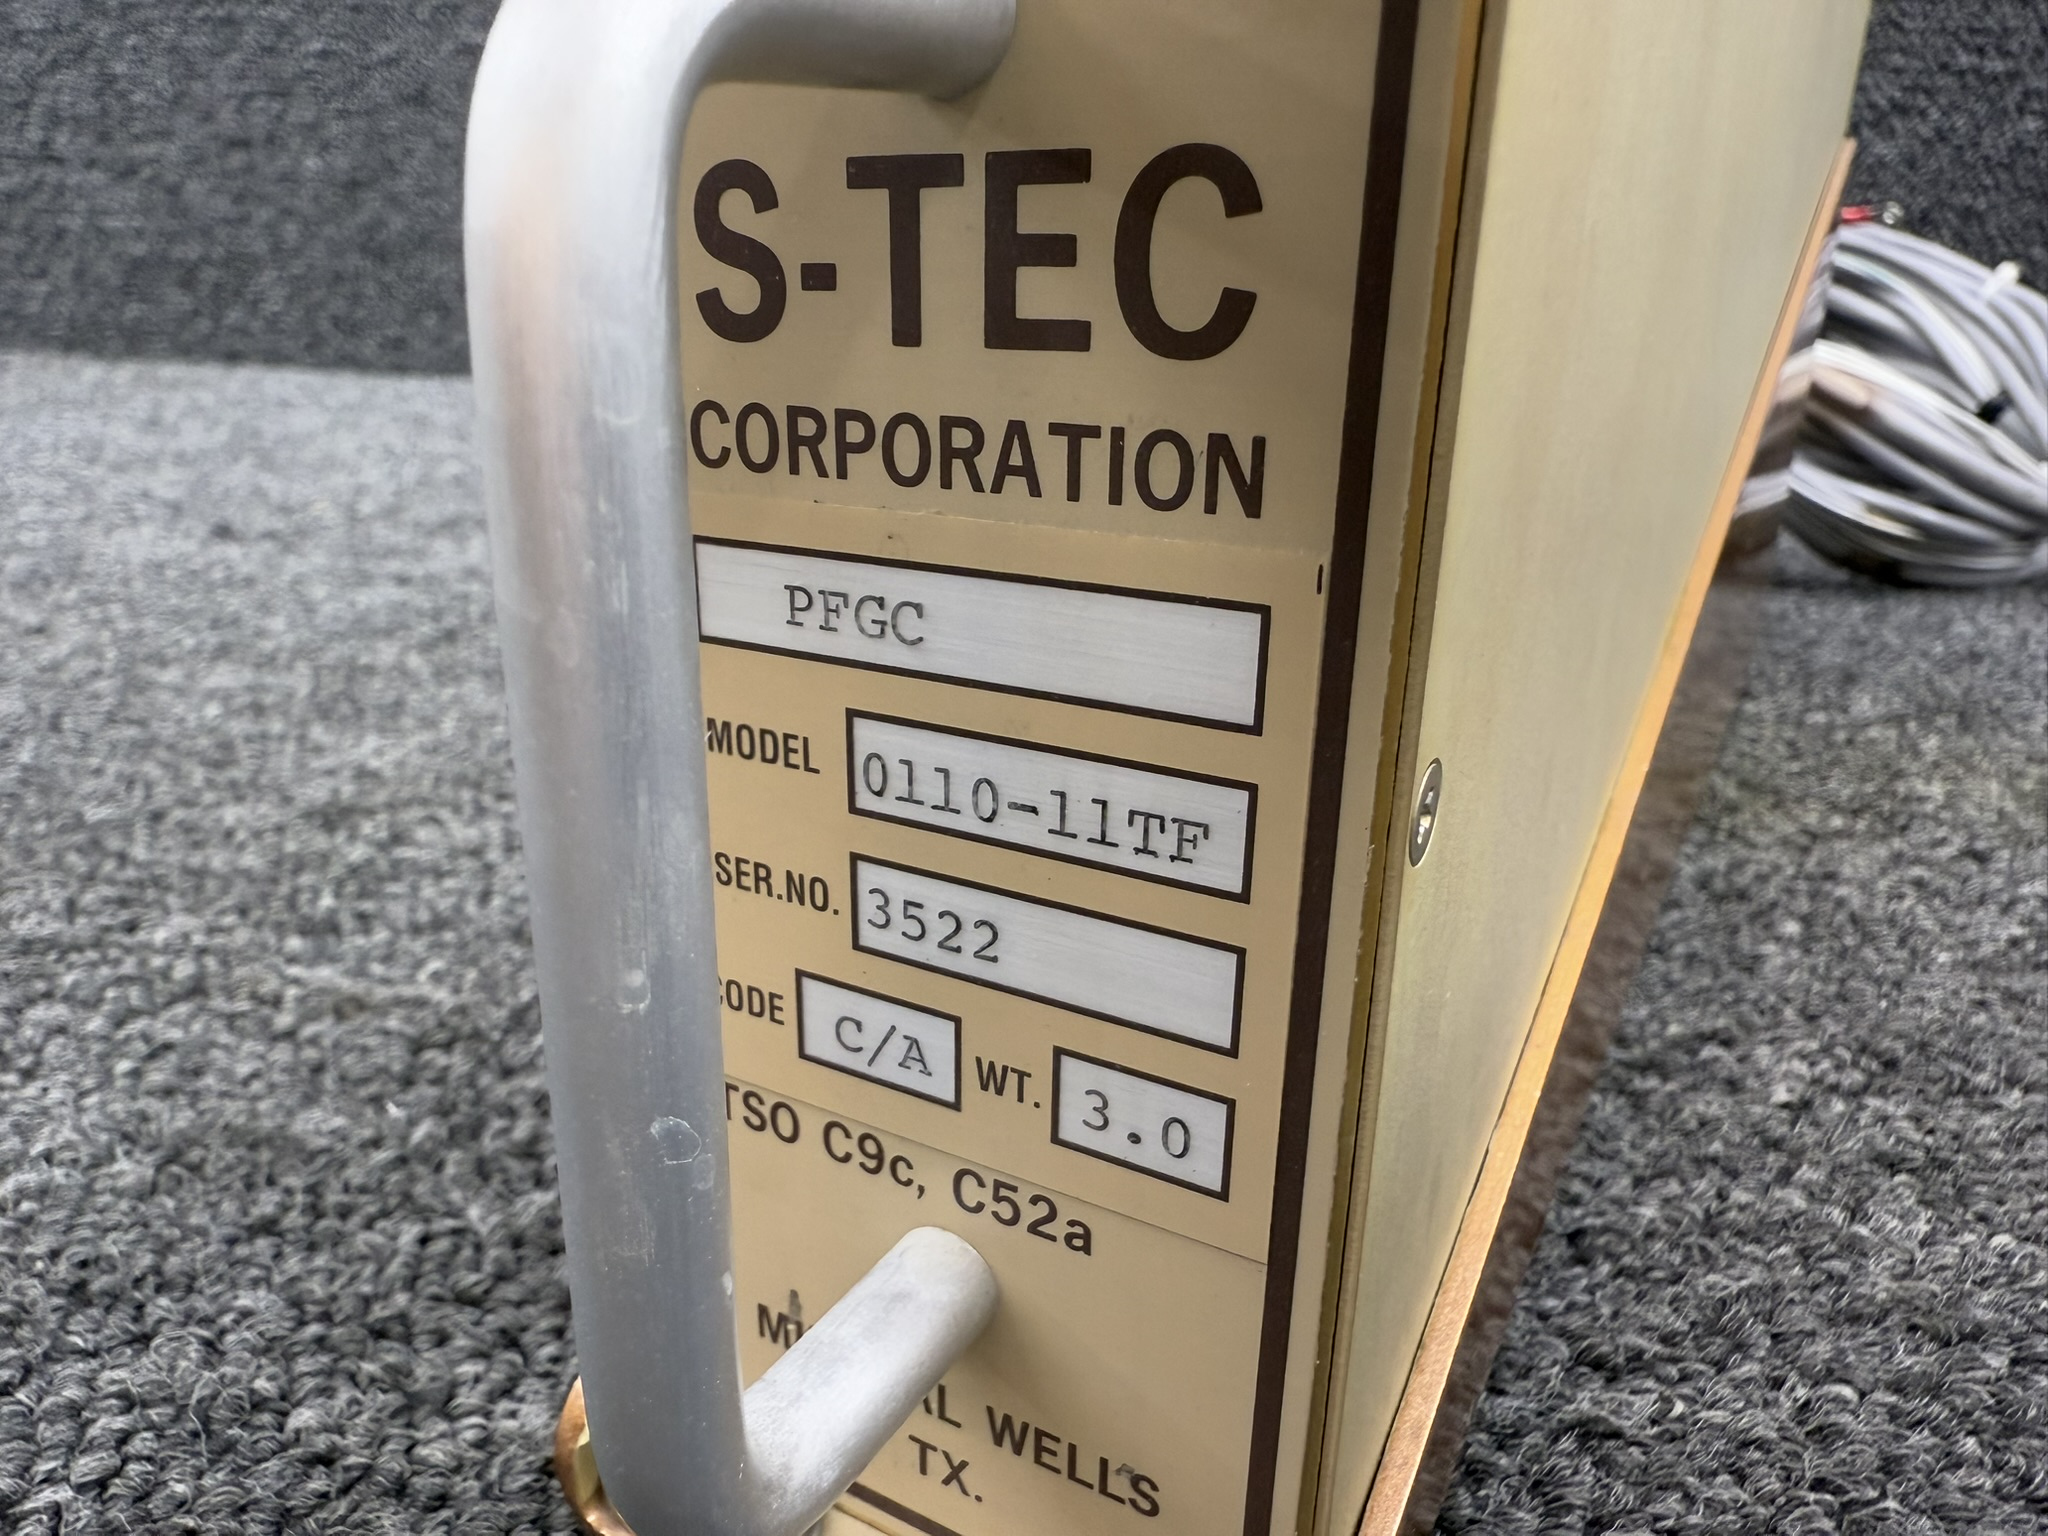 S-TEC
CORPORATION
PFGC
MODEL 0110-11TF
SER.NO. 3522
CODE C/A WT. 3.0
TSO C9c, C52a
WELLS
TX.